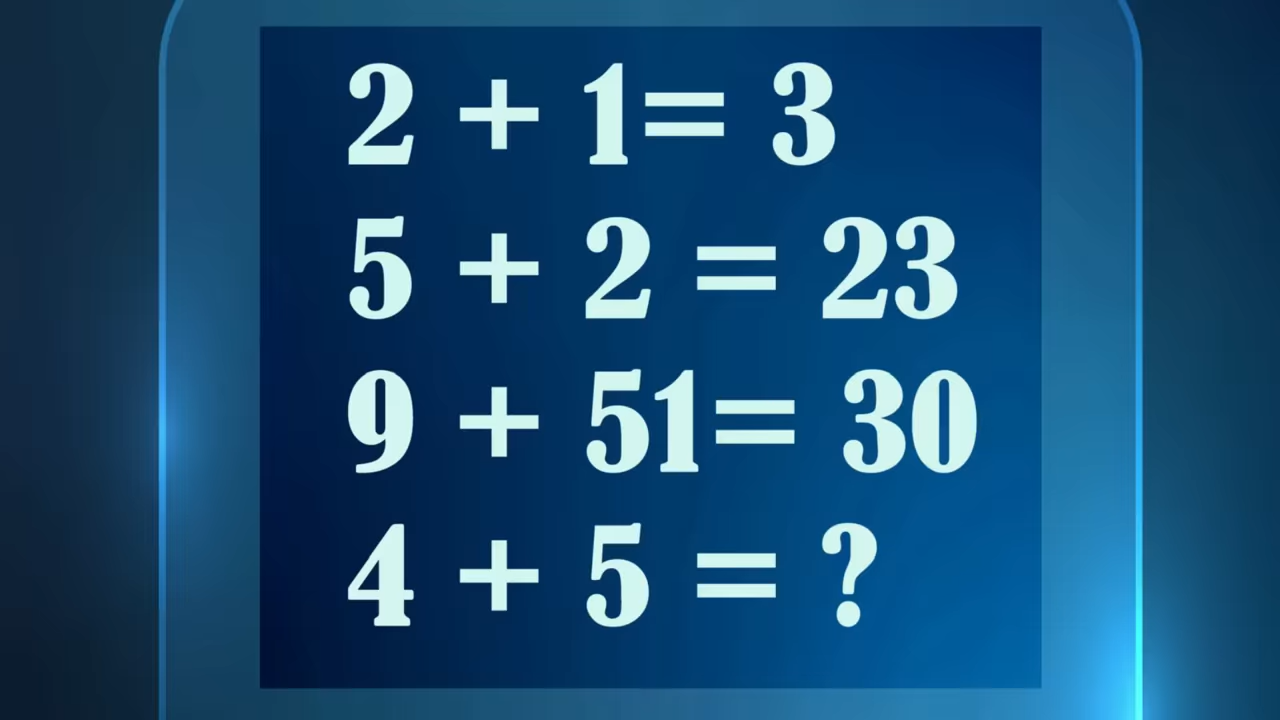 2 + 1= 3
5 + 2 = 23
9 + 51= 30
4 + 5 = ?